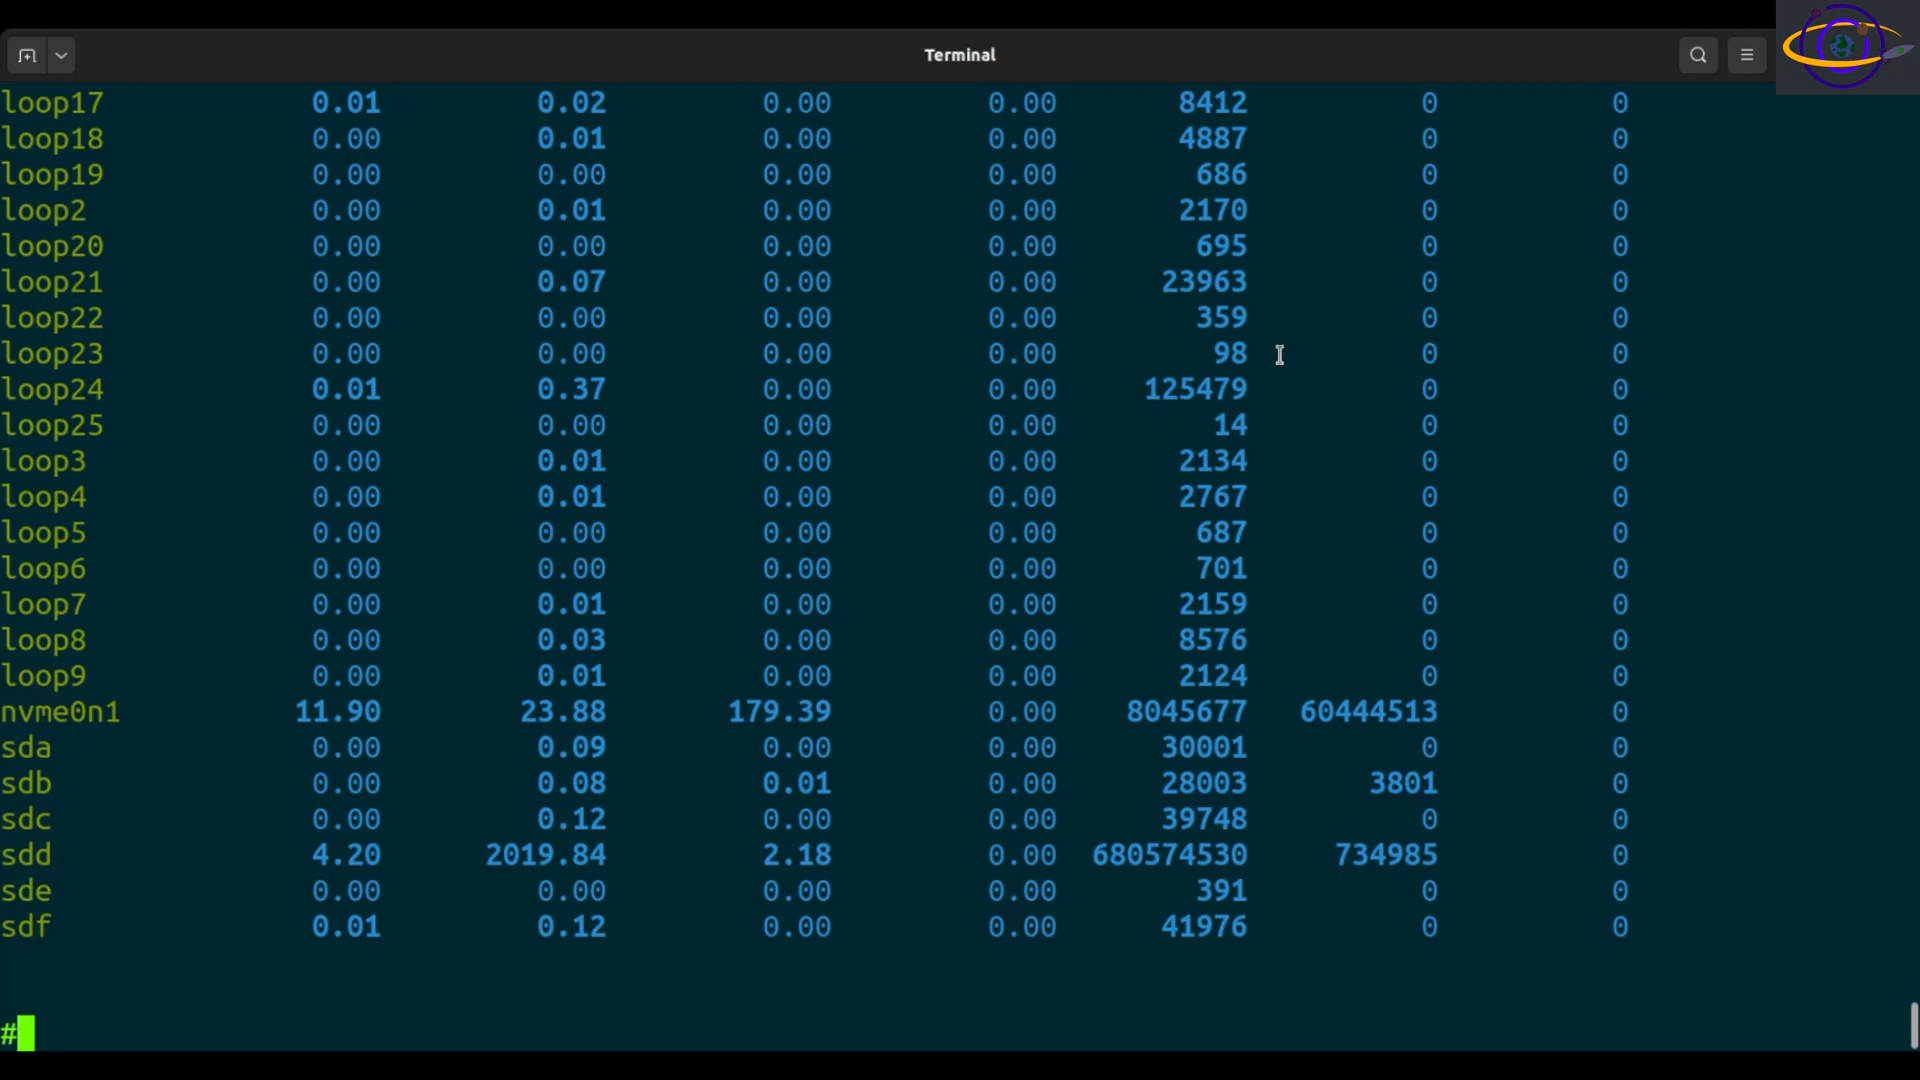 Terminal
loop17 0.01 0.02 0.00 0.00 8412 0 0
loop18 0.00 0.01 0.00 0.00 4887 0 0
loop19 0.00 0.00 0.00 0.00 686 0 0
loop2 0.00 0.01 0.00 0.00 2170 0 0
loop20 0.00 0.00 0.00 0.00 695 0 0
loop21 0.00 0.07 0.00 0.00 23963 0 0
loop22 0.00 0.00 0.00 0.00 359 0 0
loop23 0.00 0.00 0.00 0.00 98 0 0
loop24 0.01 0.37 0.00 0.00 125479 0 0
loop25 0.00 0.00 0.00 0.00 14 0 0
loop3 0.00 0.01 0.00 0.00 2134 0 0
loop4 0.00 0.01 0.00 0.00 2767 0 0
loop5 0.00 0.00 0.00 0.00 687 0 0
loop6 0.00 0.00 0.00 0.00 701 0 0
loop7 0.00 0.01 0.00 0.00 2159 0 0
loop8 0.00 0.03 0.00 0.00 8576 0 0
loop9 0.00 0.01 0.00 0.00 2124 0 0
nvme0n1 11.90 23.88 179.39 0.00 8045677 60444513 0
sda 0.00 0.09 0.00 0.00 30001 0 0
sdb 0.00 0.08 0.01 0.00 28003 3801 0
sdc 0.00 0.12 0.00 0.00 39748 0 0
sdd 4.20 2019.84 2.18 0.00 680574530 734985 0
sde 0.00 0.00 0.00 0.00 391 0 0
sdf 0.01 0.12 0.00 0.00 41976 0 0
#